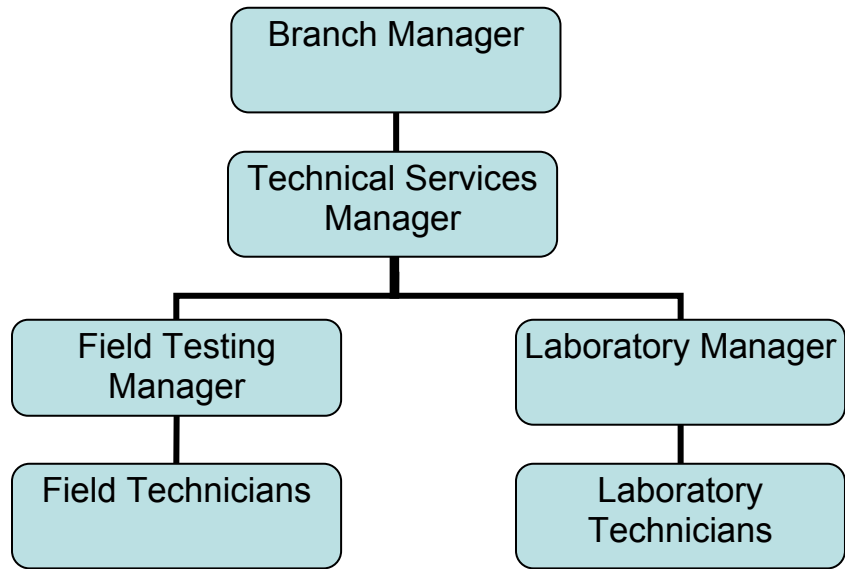 Branch Manager
Technical Services
Manager
Field Testing
Manager
Laboratory Manager
Field Technicians
Laboratory
Technicians